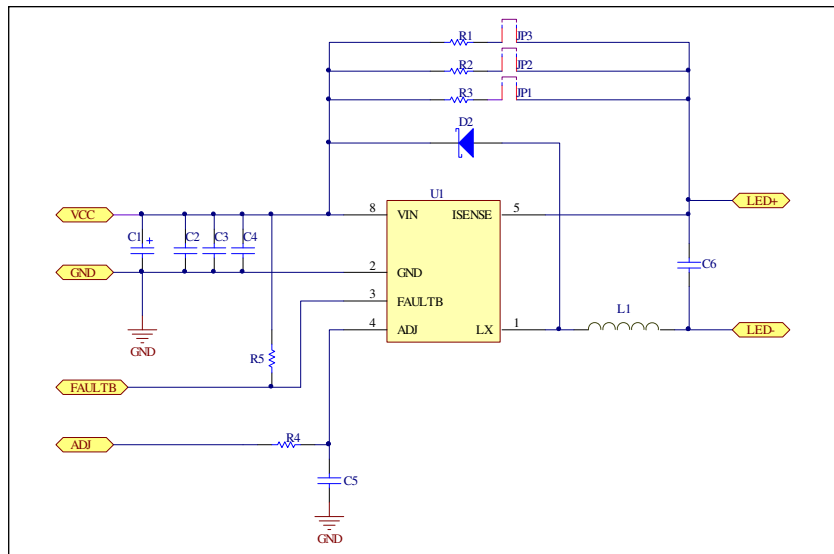 R1 JP3
R2 JP2
R3 JP1
D2
U1
VCC 8 VIN ISENSE 5 LED+
C1 + C2 C3 C4
C6
GND 2 GND
3 FAULTB
L1
4 ADJ LX 1 LED-
GND
R5
FAULTB
ADJ R4
C5
GND